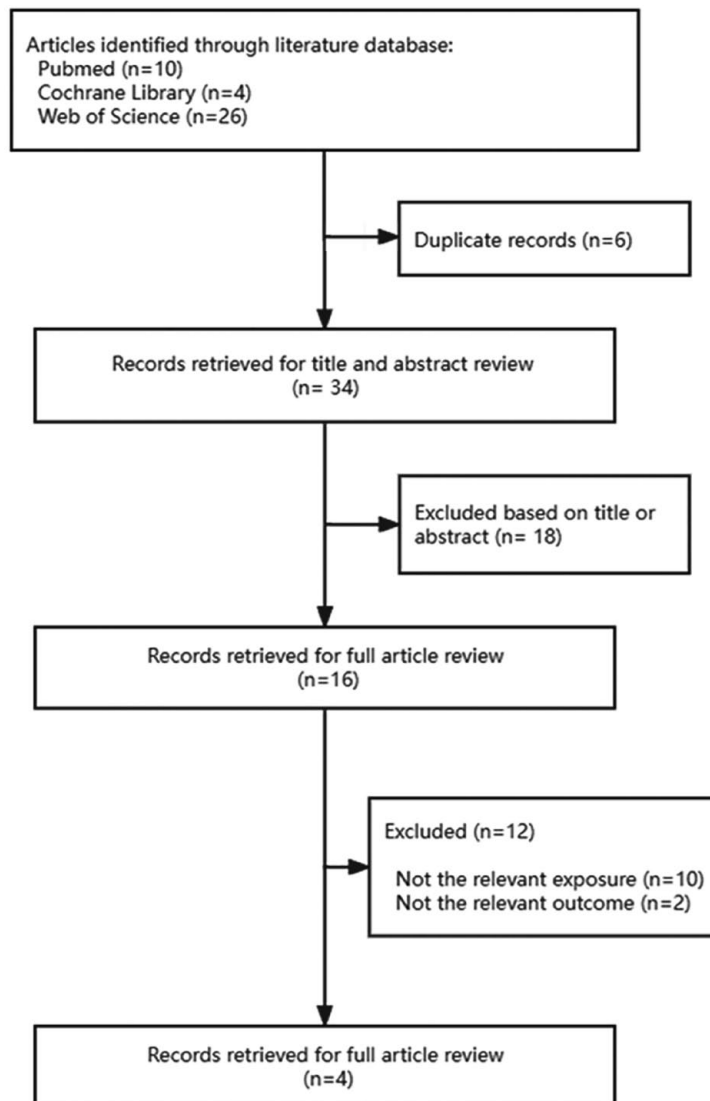 Articles identified through literature database:
Pubmed (n=10)
Cochrane Library (n=4)
Web of Science (n=26)
Duplicate records (n=6)
Records retrieved for title and abstract review
(n= 34)
Excluded based on title or
abstract (n= 18)
Records retrieved for full article review
(n=16)
Excluded (n=12)
Not the relevant exposure (n=10)
Not the relevant outcome (n=2)
Records retrieved for full article review
(n=4)